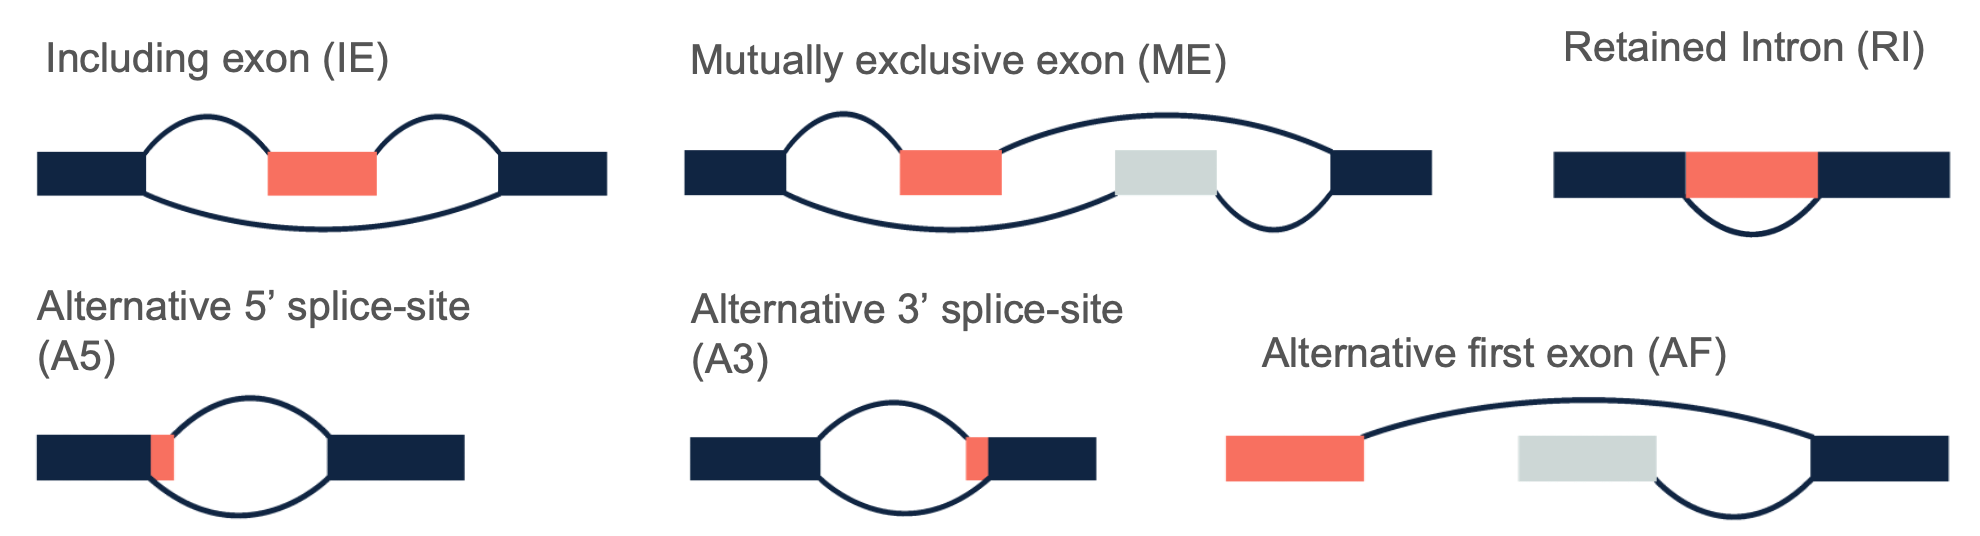 Including exon (IE)
Mutually exclusive exon (ME)
Retained Intron (RI)
Alternative 5’ splice-site
(A5)
Alternative 3’ splice-site
(A3)
Alternative first exon (AF)